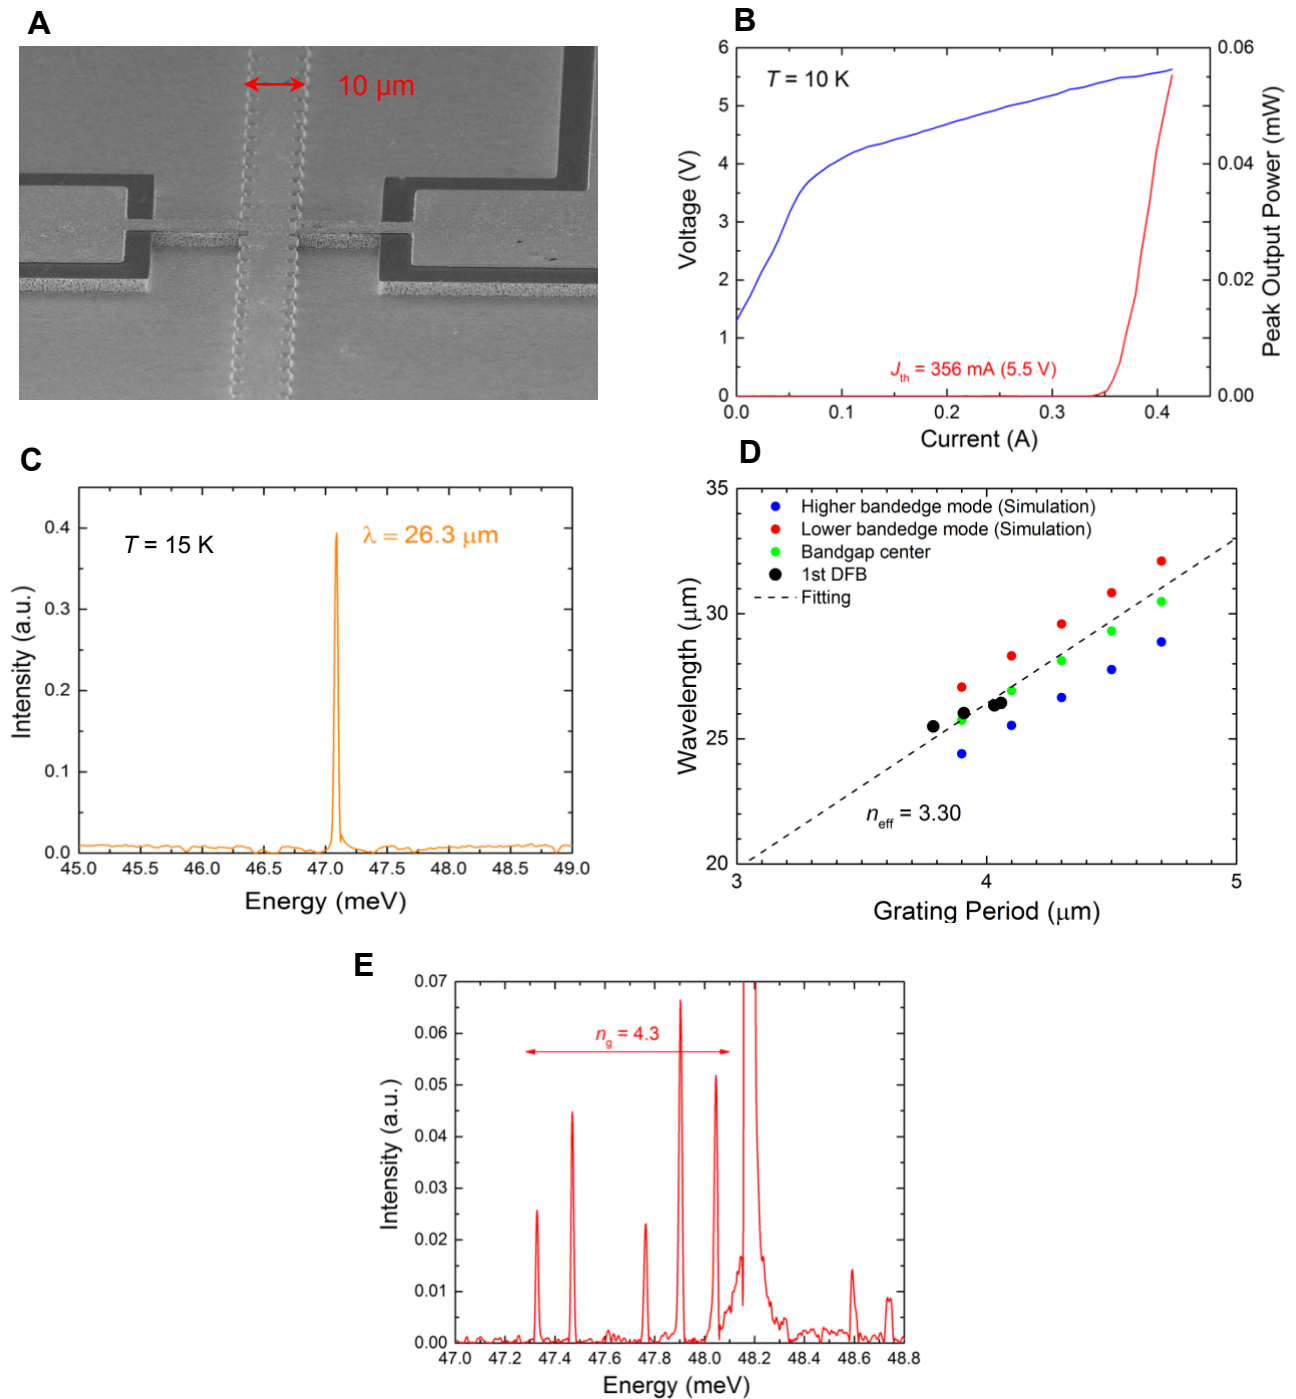 A
10 μm
B
T = 10 K
Jth = 356 mA (5.5 V)
Voltage (V)
6
5
4
3
2
1
0
0.0 0.1 0.2 0.3 0.4
Current (A)
0.06
0.04
0.02
0.00
Peak Output Power (mW)
C
T = 15 K
λ = 26.3 μm
Intensity (a.u.)
0.4
0.3
0.2
0.1
0.0
45.0 45.5 46.0 46.5 47.0 47.5 48.0 48.5 49.0
Energy (meV)
D
Higher bandedge mode (Simulation)
Lower bandedge mode (Simulation)
Bandgap center
1st DFB
Fitting
neff = 3.30
Wavelength (μm)
35
30
25
20
3 4 5
Grating Period (μm)
E
ng = 4.3
Intensity (a.u.)
0.07
0.06
0.05
0.04
0.03
0.02
0.01
0.00
47.0 47.2 47.4 47.6 47.8 48.0 48.2 48.4 48.6 48.8
Energy (meV)